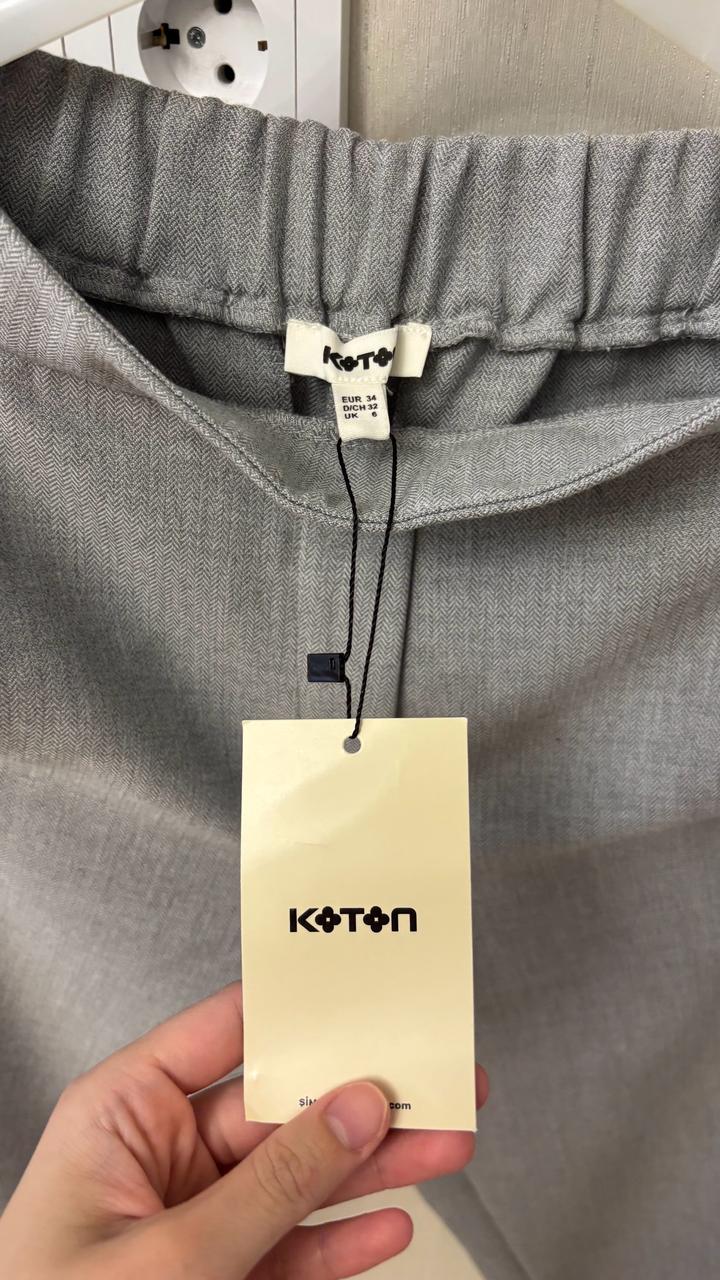 KOTON
EUR 34
D/CH 32
UK 6
KOTON